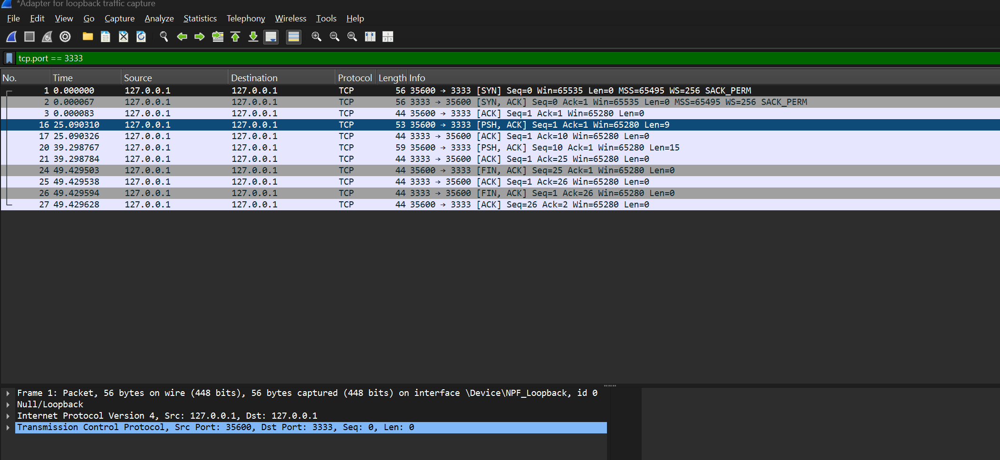 *Adapter for loopback traffic capture
File Edit View Go Capture Analyze Statistics Telephony Wireless Tools Help
tcp.port == 3333
No. Time Source Destination Protocol Length Info
1 0.000000 127.0.0.1 127.0.0.1 TCP 56 35600 → 3333 [SYN] Seq=0 Win=65535 Len=0 MSS=65495 WS=256 SACK_PERM
2 0.000067 127.0.0.1 127.0.0.1 TCP 56 3333 → 35600 [SYN, ACK] Seq=0 Ack=1 Win=65535 Len=0 MSS=65495 WS=256 SACK_PERM
3 0.000083 127.0.0.1 127.0.0.1 TCP 44 35600 → 3333 [ACK] Seq=1 Ack=1 Win=65280 Len=0
16 25.090310 127.0.0.1 127.0.0.1 TCP 53 35600 → 3333 [PSH, ACK] Seq=1 Ack=1 Win=65280 Len=9
17 25.090326 127.0.0.1 127.0.0.1 TCP 44 3333 → 35600 [ACK] Seq=1 Ack=10 Win=65280 Len=0
20 39.298767 127.0.0.1 127.0.0.1 TCP 59 35600 → 3333 [PSH, ACK] Seq=10 Ack=1 Win=65280 Len=15
21 39.298784 127.0.0.1 127.0.0.1 TCP 44 3333 → 35600 [ACK] Seq=1 Ack=25 Win=65280 Len=0
24 49.429503 127.0.0.1 127.0.0.1 TCP 44 35600 → 3333 [FIN, ACK] Seq=25 Ack=1 Win=65280 Len=0
25 49.429538 127.0.0.1 127.0.0.1 TCP 44 3333 → 35600 [ACK] Seq=1 Ack=26 Win=65280 Len=0
26 49.429594 127.0.0.1 127.0.0.1 TCP 44 3333 → 35600 [FIN, ACK] Seq=1 Ack=26 Win=65280 Len=0
27 49.429628 127.0.0.1 127.0.0.1 TCP 44 35600 → 3333 [ACK] Seq=26 Ack=2 Win=65280 Len=0
Frame 1: Packet, 56 bytes on wire (448 bits), 56 bytes captured (448 bits) on interface \Device\NPF_Loopback, id 0
Null/Loopback
Internet Protocol Version 4, Src: 127.0.0.1, Dst: 127.0.0.1
Transmission Control Protocol, Src Port: 35600, Dst Port: 3333, Seq: 0, Len: 0